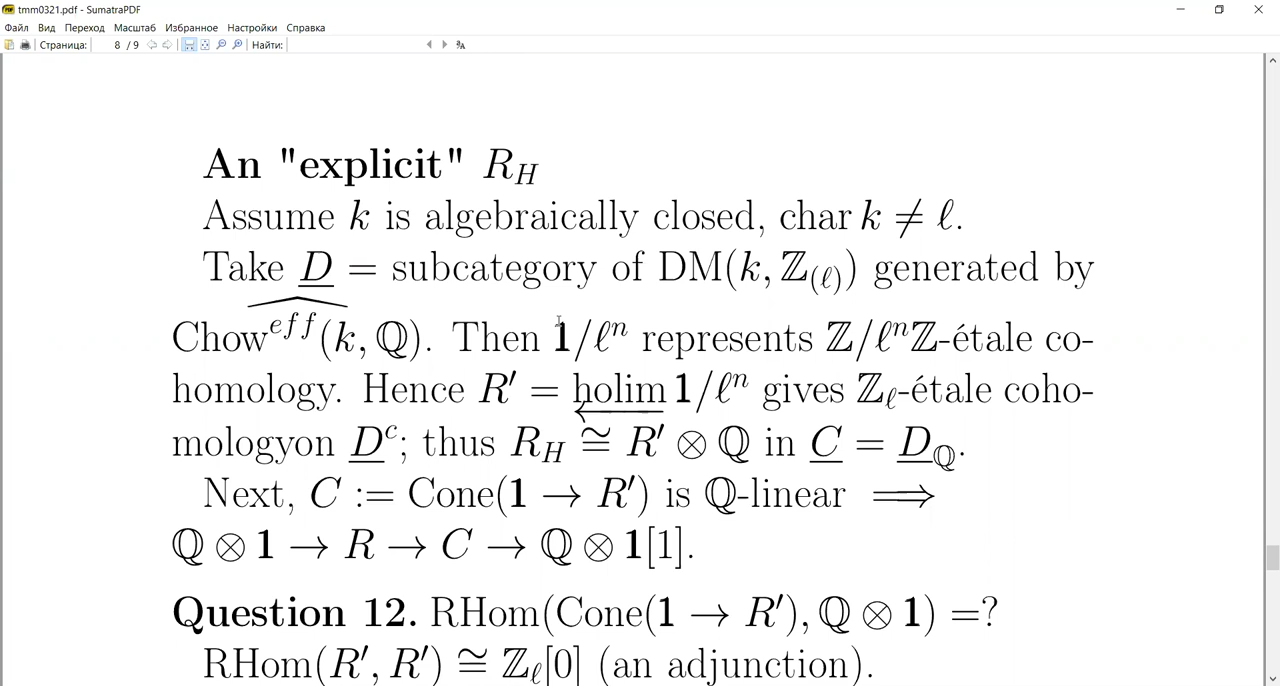 tmm0321.pdf - SumatraPDF
Файл Вид Переход Масштаб Избранное Настройки Справка
Страница: 8 / 9 Найти:
An "explicit" R_H
Assume k is algebraically closed, char k ≠ ℓ.
Take D = subcategory of DM(k, ℤ_(ℓ)) generated by
Chow^eff(k, ℚ). Then 1/ℓⁿ represents ℤ/ℓⁿℤ-étale co-
homology. Hence R′ = holim 1/ℓⁿ gives ℤ_ℓ-étale coho-
mologyon D^c; thus R_H ≅ R′ ⊗ ℚ in C = D_ℚ.
Next, C := Cone(1 → R′) is ℚ-linear ⟹
ℚ ⊗ 1 → R → C → ℚ ⊗ 1[1].
Question 12. RHom(Cone(1 → R′), ℚ ⊗ 1) =?
RHom(R′, R′) ≅ ℤ_ℓ[0] (an adjunction).